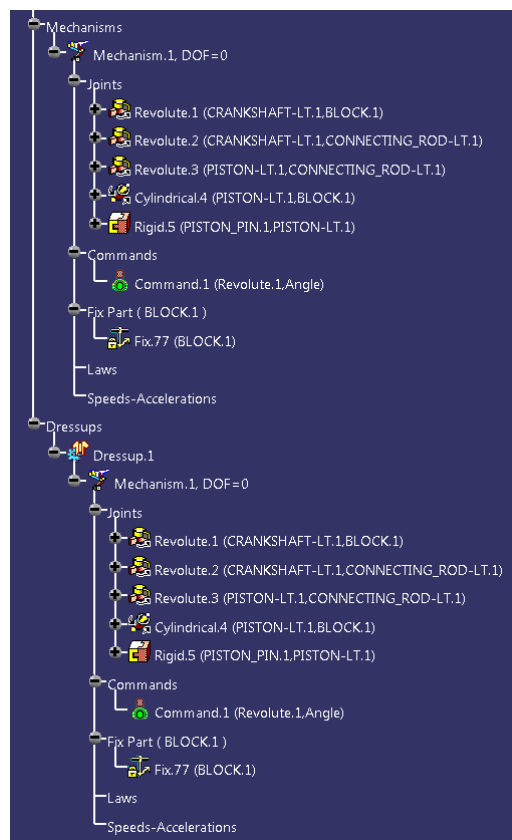 Mechanisms
Mechanism.1, DOF=0
Joints
Revolute.1 (CRANKSHAFT-LT.1,BLOCK.1)
Revolute.2 (CRANKSHAFT-LT.1,CONNECTING_ROD-LT.1)
Revolute.3 (PISTON-LT.1,CONNECTING_ROD-LT.1)
Cylindrical.4 (PISTON-LT.1,BLOCK.1)
Rigid.5 (PISTON_PIN.1,PISTON-LT.1)
Commands
Command.1 (Revolute.1,Angle)
Fix Part ( BLOCK.1 )
Fix.77 (BLOCK.1)
Laws
Speeds-Accelerations
Dressups
Dressup.1
Mechanism.1, DOF=0
Joints
Revolute.1 (CRANKSHAFT-LT.1,BLOCK.1)
Revolute.2 (CRANKSHAFT-LT.1,CONNECTING_ROD-LT.1)
Revolute.3 (PISTON-LT.1,CONNECTING_ROD-LT.1)
Cylindrical.4 (PISTON-LT.1,BLOCK.1)
Rigid.5 (PISTON_PIN.1,PISTON-LT.1)
Commands
Command.1 (Revolute.1,Angle)
Fix Part ( BLOCK.1 )
Fix.77 (BLOCK.1)
Laws
Speeds-Accelerations